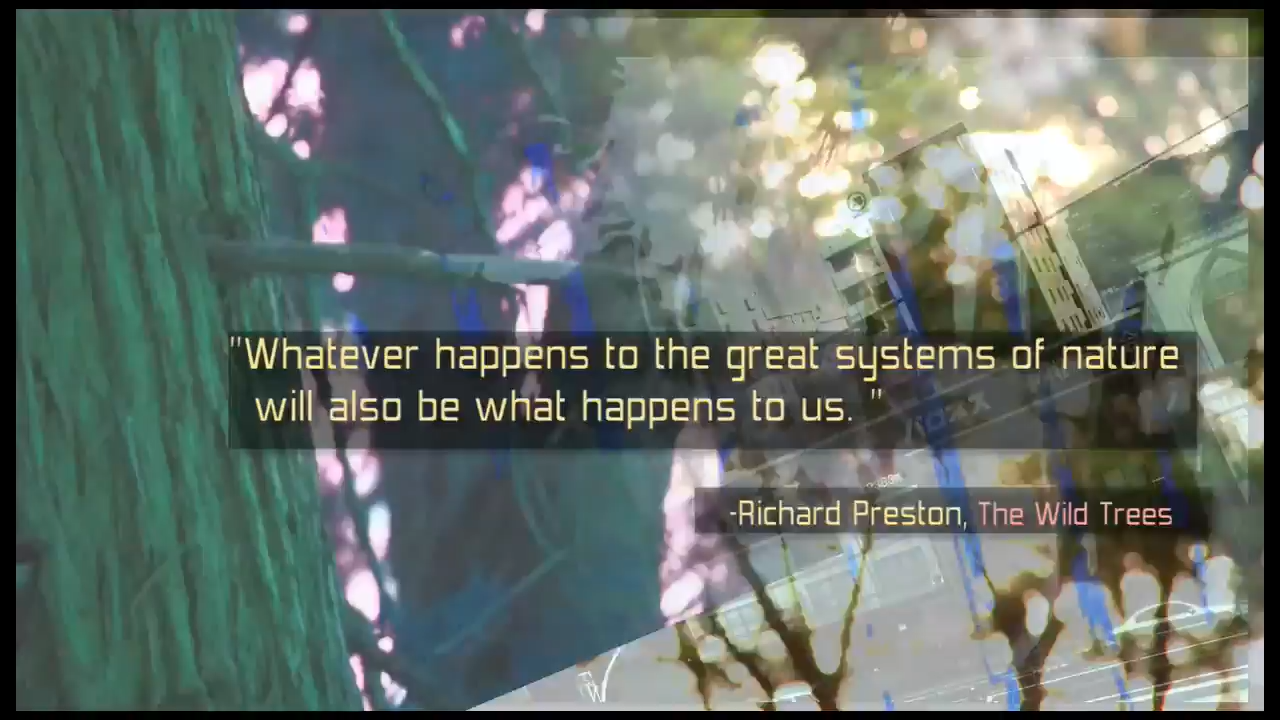 "Whatever happens to the great systems of nature
will also be what happens to us. "
-Richard Preston, The Wild Trees